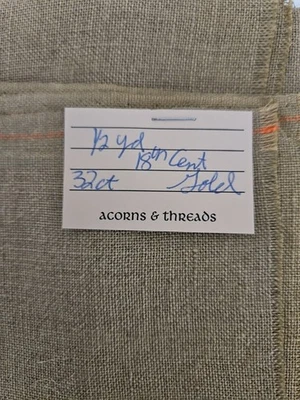 ½ yd
18th Cent
32ct Gold
ACORNS & THREADS